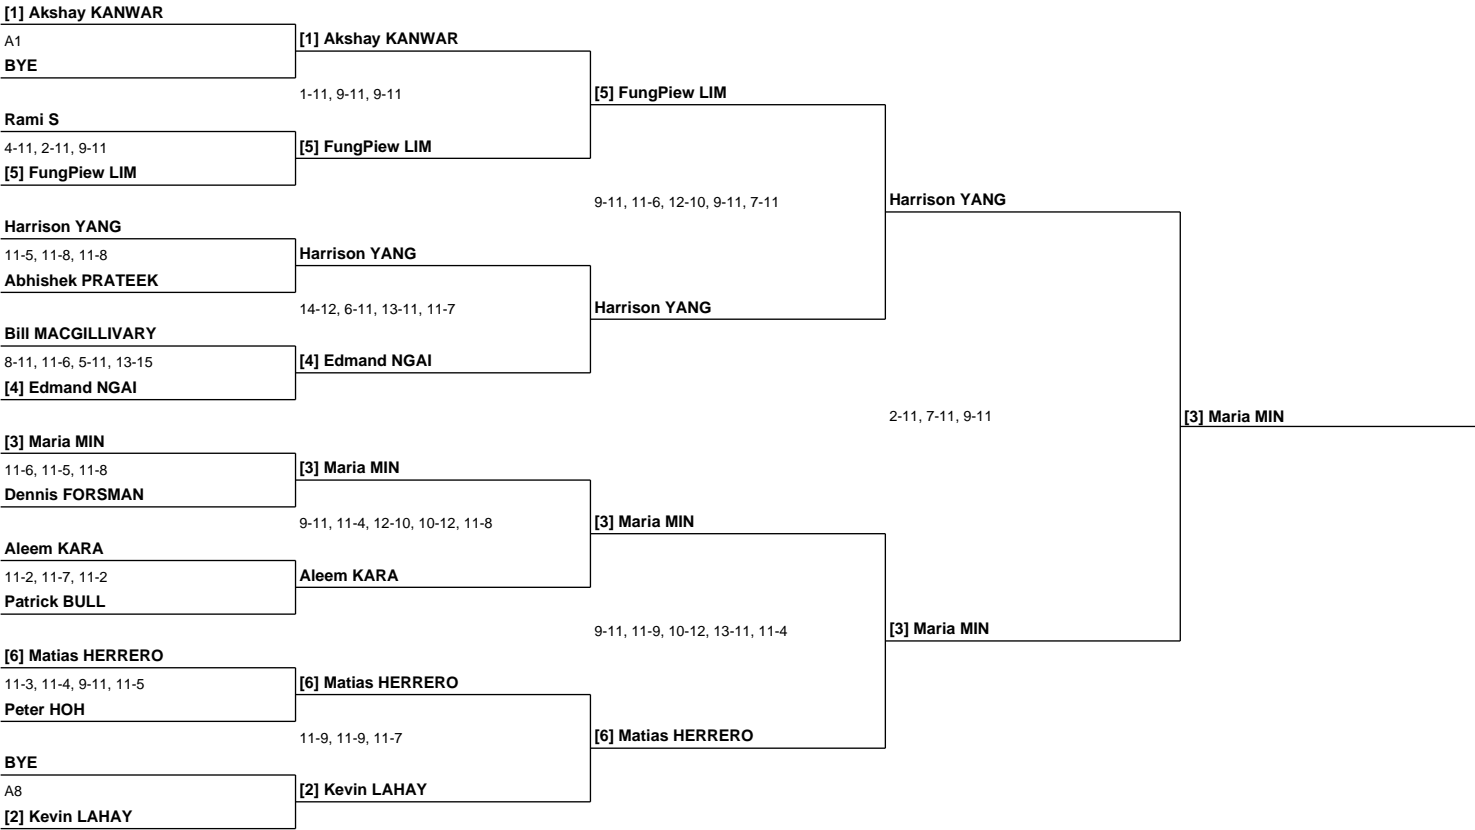 [1] Akshay KANWAR
A1
BYE
Rami S
4-11, 2-11, 9-11
[5] FungPiew LIM
Harrison YANG
11-5, 11-8, 11-8
Abhishek PRATEEK
Bill MACGILLIVARY
8-11, 11-6, 5-11, 13-15
[4] Edmand NGAI
[3] Maria MIN
11-6, 11-5, 11-8
Dennis FORSMAN
Aleem KARA
11-2, 11-7, 11-2
Patrick BULL
[6] Matias HERRERO
11-3, 11-4, 9-11, 11-5
Peter HOH
BYE
A8
[2] Kevin LAHAY
[1] Akshay KANWAR
1-11, 9-11, 9-11
[5] FungPiew LIM
Harrison YANG
14-12, 6-11, 13-11, 11-7
[4] Edmand NGAI
[3] Maria MIN
9-11, 11-4, 12-10, 10-12, 11-8
Aleem KARA
[6] Matias HERRERO
11-9, 11-9, 11-7
[2] Kevin LAHAY
[5] FungPiew LIM
9-11, 11-6, 12-10, 9-11, 7-11
Harrison YANG
[3] Maria MIN
9-11, 11-9, 10-12, 13-11, 11-4
[6] Matias HERRERO
Harrison YANG
2-11, 7-11, 9-11
[3] Maria MIN
[3] Maria MIN